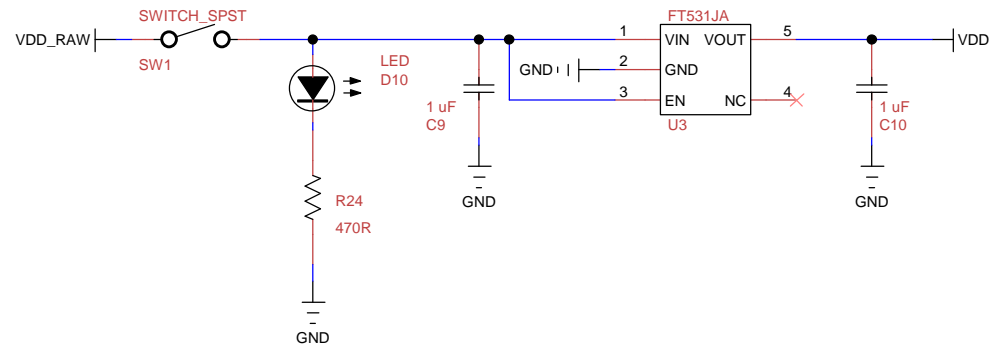 SWITCH_SPST
VDD_RAW
SW1
LED
D10
R24
470R
GND
1 uF
C9
GND
FT531JA
1 VIN VOUT 5
GND 2 GND
3 EN NC 4
U3
VDD
1 uF
C10
GND